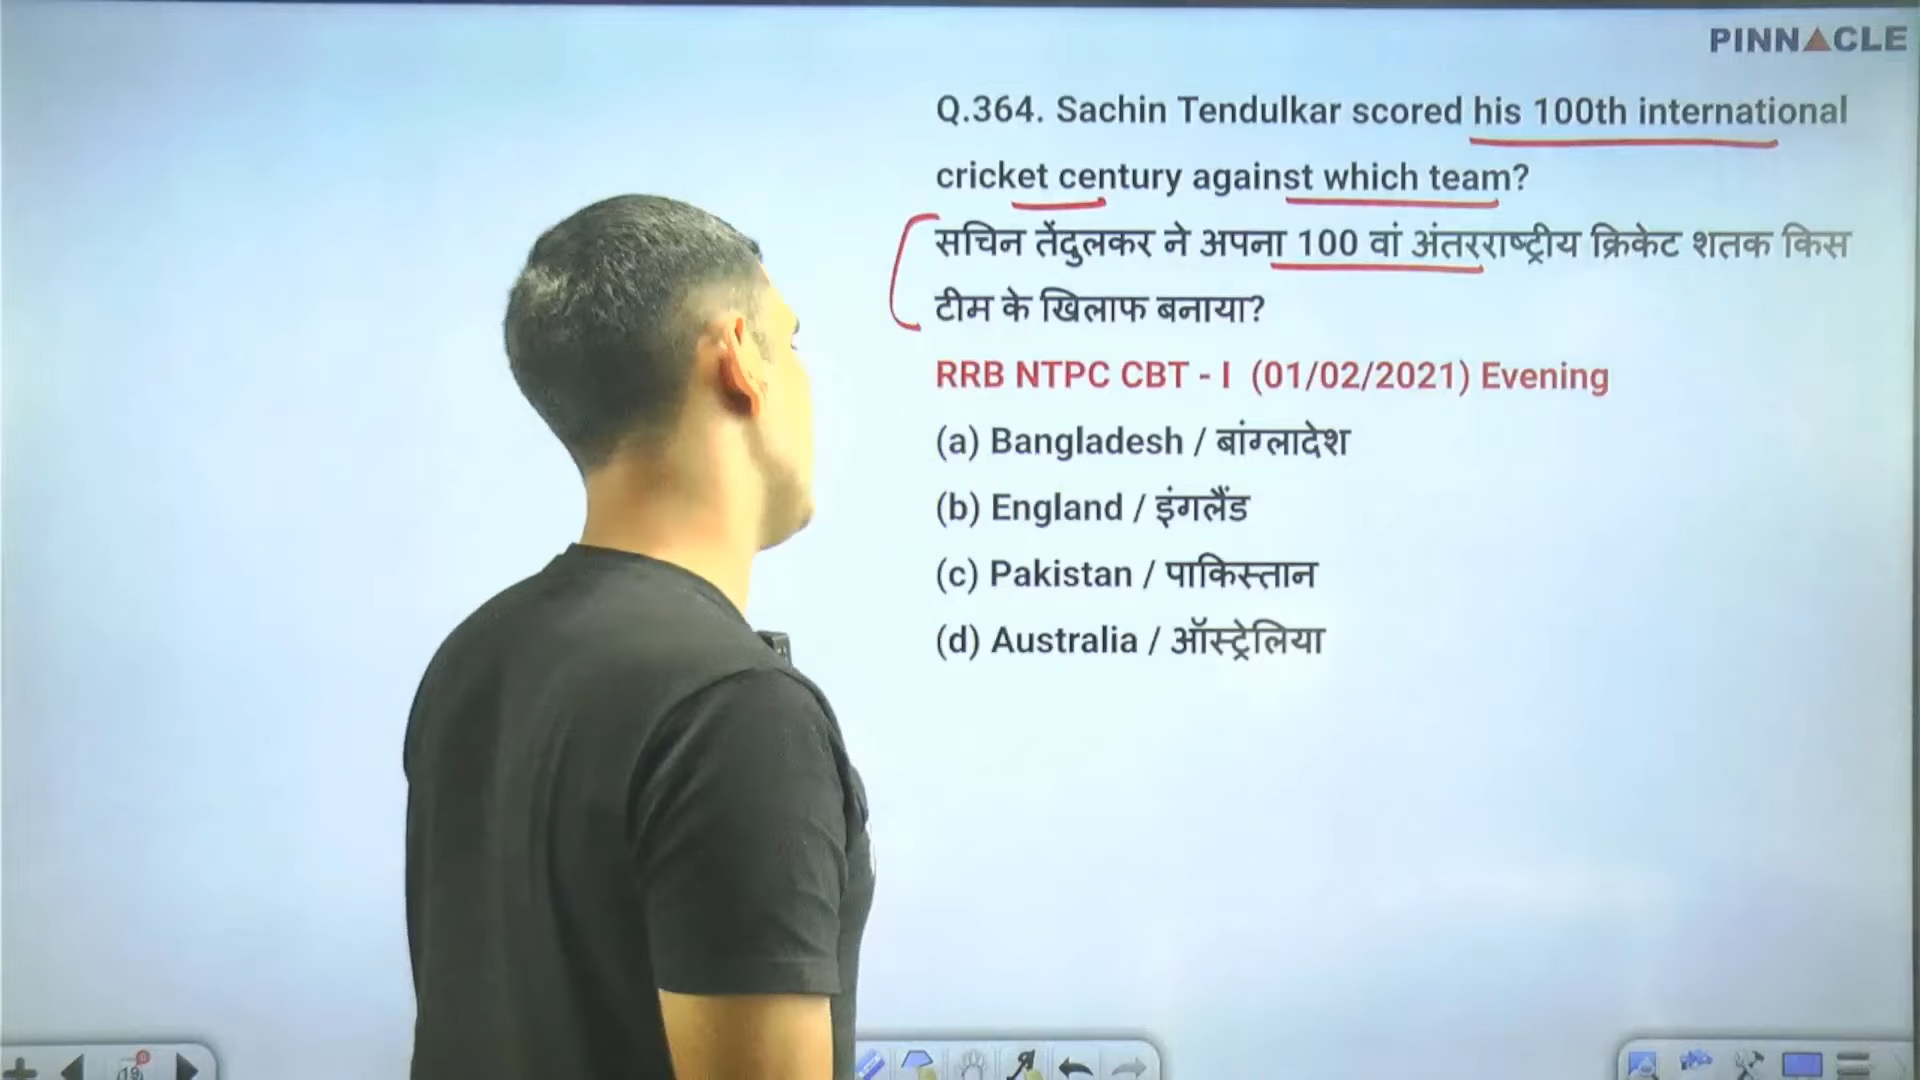 PINNACLE
Q.364. Sachin Tendulkar scored his 100th international
cricket century against which team?
सचिन तेंदुलकर ने अपना 100 वां अंतरराष्ट्रीय क्रिकेट शतक किस
टीम के खिलाफ बनाया?
RRB NTPC CBT - I (01/02/2021) Evening
(a) Bangladesh / बांग्लादेश
(b) England / इंगलैंड
(c) Pakistan / पाकिस्तान
(d) Australia / ऑस्ट्रेलिया
19